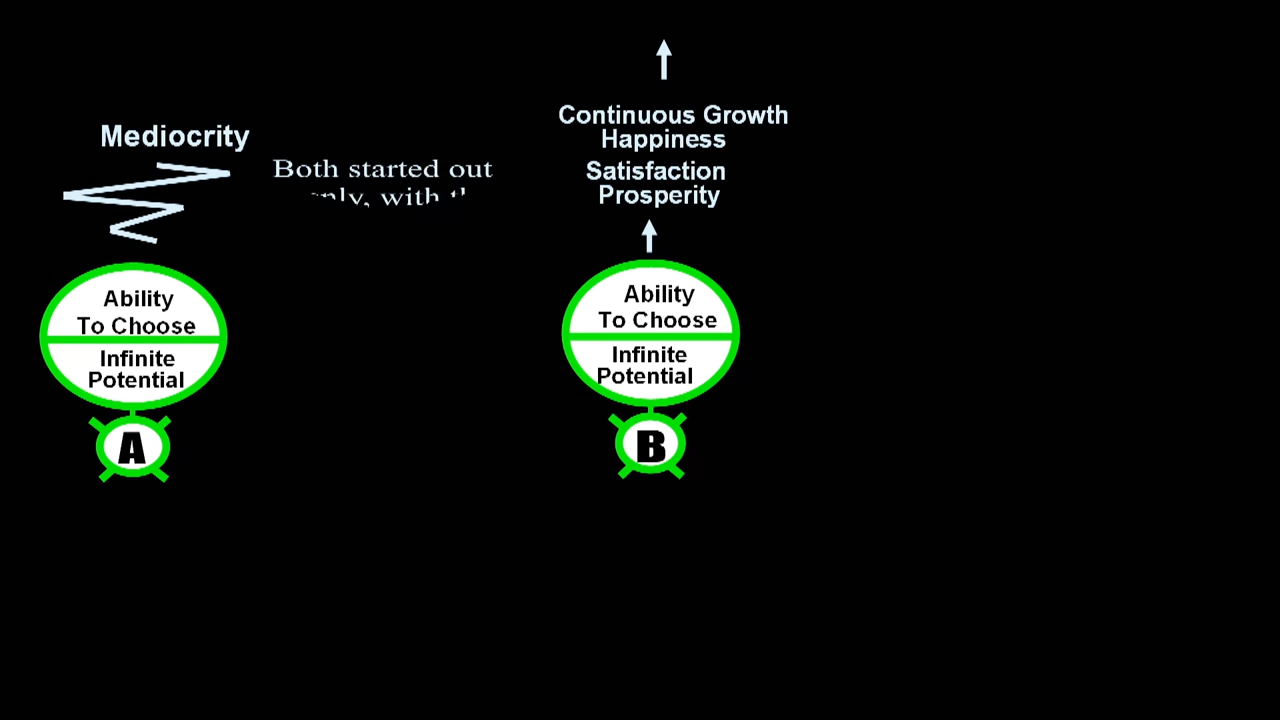 Mediocrity
Both started out
with
Ability
To Choose
Infinite
Potential
A
Continuous Growth
Happiness
Satisfaction
Prosperity
Ability
To Choose
Infinite
Potential
B